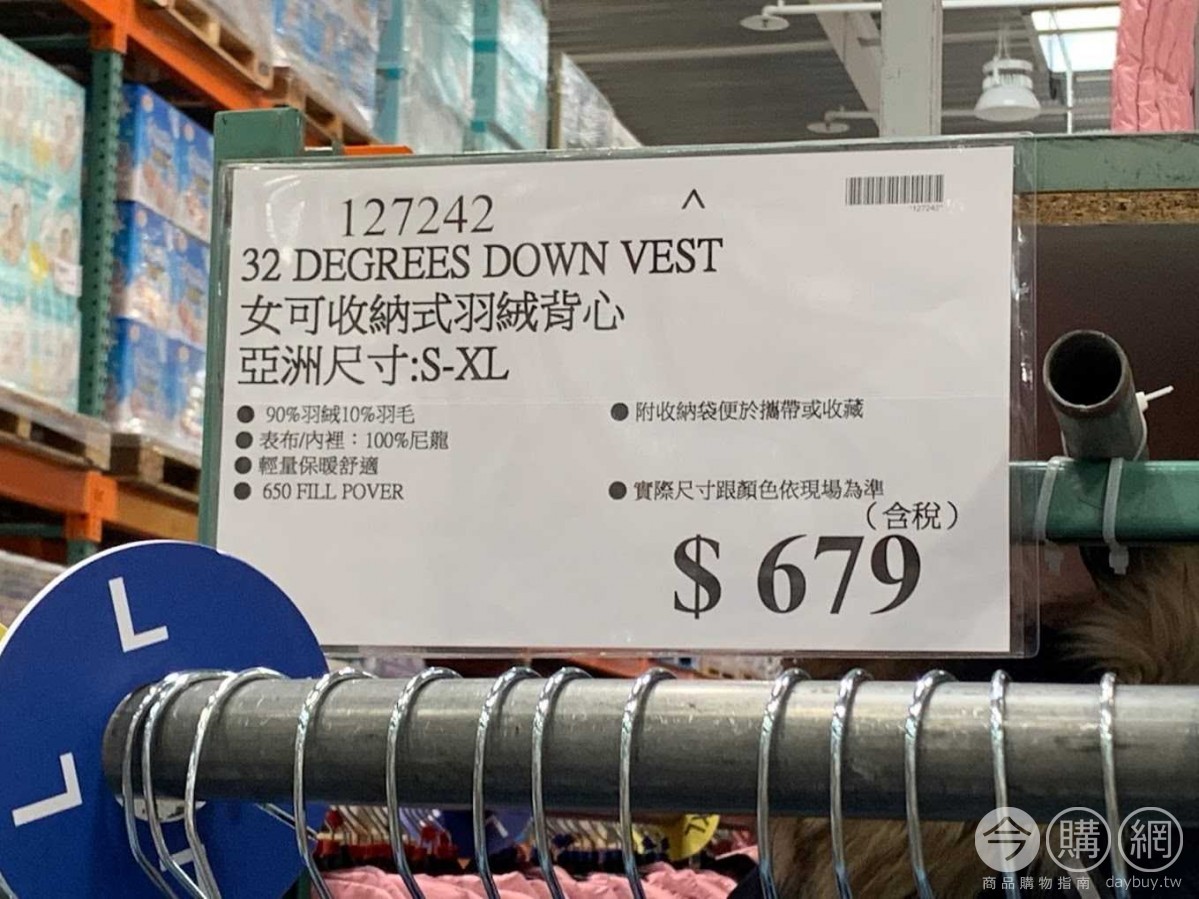 127242
^
*127242*
32 DEGREES DOWN VEST
女可收納式羽絨背心
亞洲尺寸:S-XL
● 90%羽絨10%羽毛
● 表布/內裡：100%尼龍
● 輕量保暖舒適
● 650 FILL POVER
● 附收納袋便於攜帶或收藏
● 實際尺寸跟顏色依現場為準
（含稅）
$ 679
L
L
L
今購網
商品購物指南 daybuy.tw